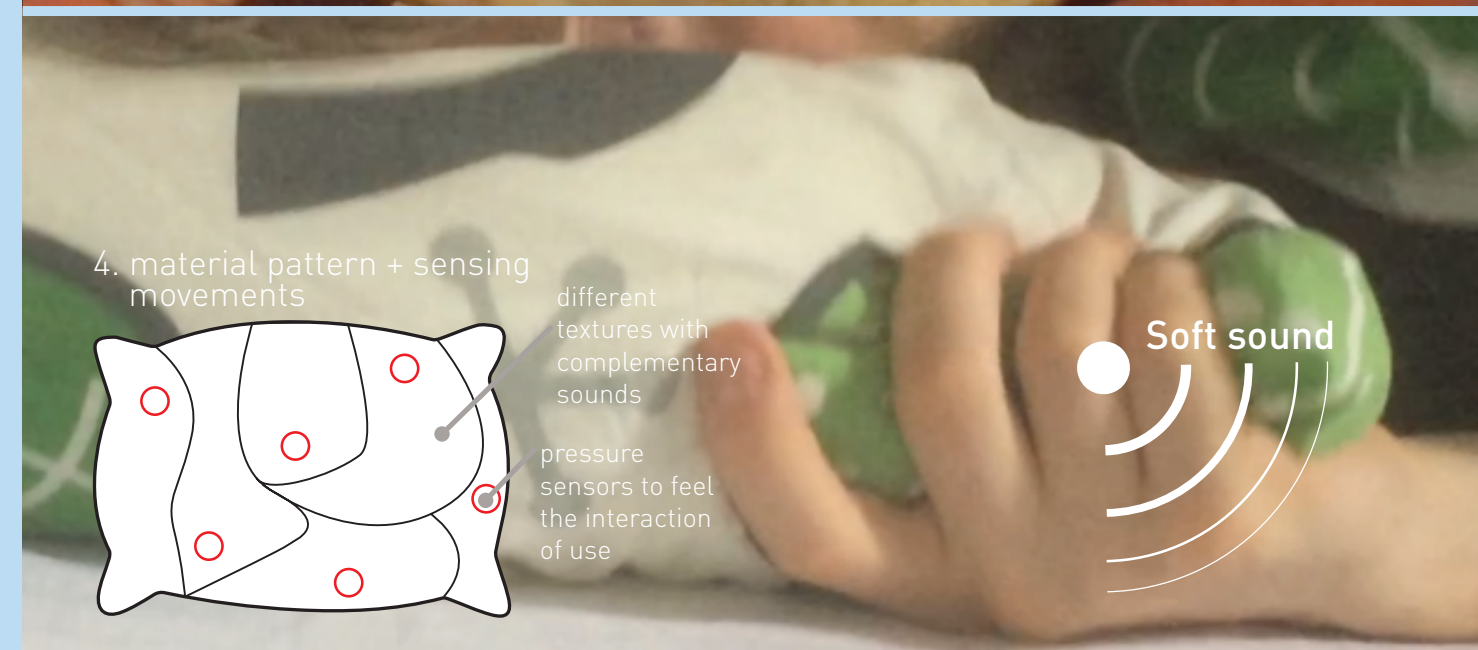 4. material pattern + sensing
movements
different
textures with
complementary
sounds
pressure
sensors to feel
the interaction
of use
Soft sound